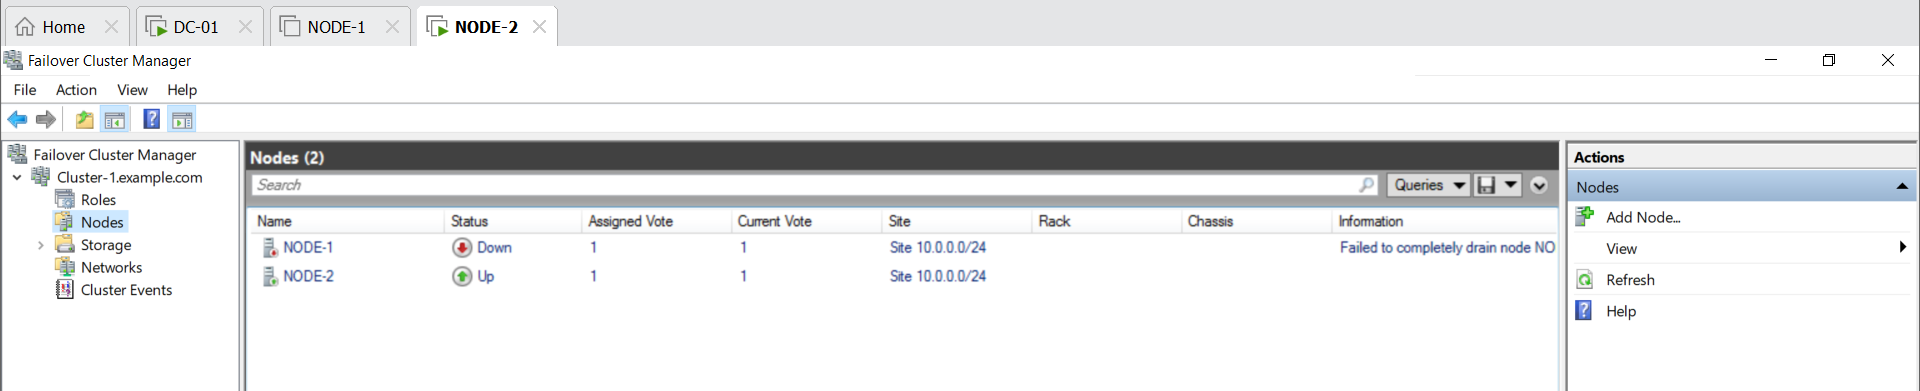 Home DC-01 NODE-1 NODE-2
Failover Cluster Manager
File Action View Help
Failover Cluster Manager
Cluster-1.example.com
Roles
Nodes
Storage
Networks
Cluster Events
Nodes (2)
Search Queries
Name Status Assigned Vote Current Vote Site Rack Chassis Information
NODE-1 Down 1 1 Site 10.0.0.0/24 Failed to completely drain node NO
NODE-2 Up 1 1 Site 10.0.0.0/24
Actions
Nodes
Add Node...
View
Refresh
Help